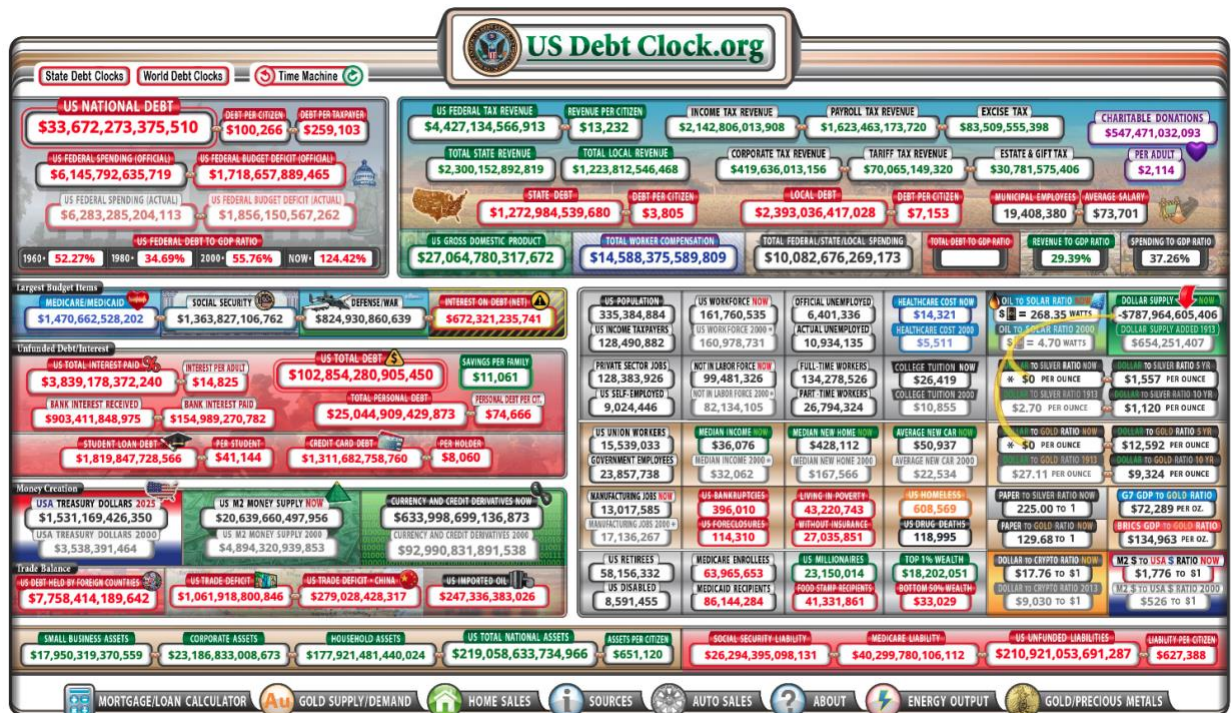 US Debt Clock.org
State Debt Clocks World Debt Clocks Time Machine
US NATIONAL DEBT
$33,672,273,375,510
DEBT PER CITIZEN
$100,266
DEBT PER TAXPAYER
$259,103
US FEDERAL SPENDING (OFFICIAL)
$6,145,792,635,719
US FEDERAL BUDGET DEFICIT (OFFICIAL)
$1,718,657,889,465
US FEDERAL SPENDING (ACTUAL)
$6,283,285,204,113
US FEDERAL BUDGET DEFICIT (ACTUAL)
$1,856,150,567,262
US FEDERAL DEBT TO GDP RATIO
1960• 52.27% 1980• 34.69% 2000• 55.76% NOW• 124.42%
US FEDERAL TAX REVENUE
$4,427,134,566,913
REVENUE PER CITIZEN
$13,232
INCOME TAX REVENUE
$2,142,806,013,908
PAYROLL TAX REVENUE
$1,623,463,173,720
EXCISE TAX
$83,509,555,398
CHARITABLE DONATIONS
$547,471,032,093
TOTAL STATE REVENUE
$2,300,152,892,819
TOTAL LOCAL REVENUE
$1,223,812,546,468
CORPORATE TAX REVENUE
$419,636,013,156
TARIFF TAX REVENUE
$70,065,149,320
ESTATE & GIFT TAX
$30,781,575,406
PER ADULT
$2,114
STATE DEBT
$1,272,984,539,680
DEBT PER CITIZEN
$3,805
LOCAL DEBT
$2,393,036,417,028
DEBT PER CITIZEN
$7,153
MUNICIPAL EMPLOYEES
19,408,380
AVERAGE SALARY
$73,701
US GROSS DOMESTIC PRODUCT
$27,064,780,317,672
TOTAL WORKER COMPENSATION
$14,588,375,589,809
TOTAL FEDERAL/STATE/LOCAL SPENDING
$10,082,676,269,173
TOTAL DEBT TO GDP RATIO
REVENUE TO GDP RATIO
29.39%
SPENDING TO GDP RATIO
37.26%
Largest Budget Items
MEDICARE/MEDICAID
$1,470,662,528,202
SOCIAL SECURITY
$1,363,827,106,762
DEFENSE/WAR
$824,930,860,639
INTEREST ON DEBT (NET)
$672,321,235,741
Unfunded Debt/Interest
US TOTAL INTEREST PAID
$3,839,178,372,240
INTEREST PER ADULT
$14,825
US TOTAL DEBT
$102,854,280,905,450
SAVINGS PER FAMILY
$11,061
BANK INTEREST RECEIVED
$903,411,848,975
BANK INTEREST PAID
$154,989,270,782
TOTAL PERSONAL DEBT
$25,044,909,429,873
PERSONAL DEBT PER CIT.
$74,666
STUDENT LOAN DEBT
$1,819,847,728,566
PER STUDENT
$41,144
CREDIT CARD DEBT
$1,311,682,758,760
PER HOLDER
$8,060
Money Creation
USA TREASURY DOLLARS 2025
$1,531,169,426,350
USA TREASURY DOLLARS 2000
$3,538,391,464
US M2 MONEY SUPPLY NOW
$20,639,660,497,956
US M2 MONEY SUPPLY 2000
$4,894,320,939,853
CURRENCY AND CREDIT DERIVATIVES NOW
$633,998,699,136,873
CURRENCY AND CREDIT DERIVATIVES 2000
$92,990,831,891,538
Trade Balance
US DEBT HELD BY FOREIGN COUNTRIES
$7,758,414,189,642
US TRADE DEFICIT
$1,061,918,800,846
US TRADE DEFICIT - CHINA
$279,028,428,317
US IMPORTED OIL
$247,336,383,026
US POPULATION
335,384,884
US WORKFORCE NOW
161,760,535
OFFICIAL UNEMPLOYED
6,401,336
HEALTHCARE COST NOW
$14,321
OIL TO SOLAR RATIO NOW
= 268.35 WATTS
DOLLAR SUPPLY NOW
-$787,964,605,406
US INCOME TAXPAYERS
128,490,882
US WORKFORCE 2000
160,978,731
ACTUAL UNEMPLOYED
10,934,135
HEALTHCARE COST 2000
$5,511
OIL TO SOLAR RATIO 2000
= 4.70 WATTS
DOLLAR SUPPLY ADDED 1913
$654,251,407
PRIVATE SECTOR JOBS
128,383,926
NOT IN LABOR FORCE NOW
99,481,326
FULL-TIME WORKERS
134,278,526
COLLEGE TUITION NOW
$26,419
DOLLAR TO SILVER RATIO NOW
* $0 PER OUNCE
DOLLAR TO SILVER RATIO 5 YR
$1,557 PER OUNCE
US SELF-EMPLOYED
9,024,446
NOT IN LABOR FORCE 2000
82,134,105
PART-TIME WORKERS
26,794,324
COLLEGE TUITION 2000
$10,855
DOLLAR TO SILVER RATIO 1913
$2.70 PER OUNCE
DOLLAR TO SILVER RATIO 10 YR
$1,120 PER OUNCE
US UNION WORKERS
15,539,033
MEDIAN INCOME NOW
$36,076
MEDIAN NEW HOME NOW
$428,112
AVERAGE NEW CAR NOW
$50,937
DOLLAR TO GOLD RATIO NOW
* $0 PER OUNCE
DOLLAR TO GOLD RATIO 5 YR
$12,592 PER OUNCE
GOVERNMENT EMPLOYEES
23,857,738
MEDIAN INCOME 2000
$32,062
MEDIAN NEW HOME 2000
$167,566
AVERAGE NEW CAR 2000
$22,534
DOLLAR TO GOLD RATIO 1913
$27.11 PER OUNCE
DOLLAR TO GOLD RATIO 10 YR
$9,324 PER OUNCE
MANUFACTURING JOBS NOW
13,017,585
US BANKRUPTCIES
396,010
LIVING IN POVERTY
43,220,743
US HOMELESS
608,569
PAPER TO SILVER RATIO NOW
225.00 TO 1
G7 GDP TO GOLD RATIO
$72,289 PER OZ.
MANUFACTURING JOBS 2000
17,136,267
US FORECLOSURES
114,310
WITHOUT INSURANCE
27,035,851
US DRUG DEATHS
118,995
PAPER TO GOLD RATIO NOW
129.68 TO 1
BRICS GDP TO GOLD RATIO
$134,963 PER OZ.
US RETIREES
58,156,332
MEDICARE ENROLLEES
63,965,653
US MILLIONAIRES
23,150,014
TOP 1% WEALTH
$18,202,051
DOLLAR TO CRYPTO RATIO NOW
$17.76 TO $1
M2 $ TO USA $ RATIO NOW
$1,776 TO $1
US DISABLED
8,591,455
MEDICAID RECIPIENTS
86,144,284
FOOD STAMP RECIPIENTS
41,331,861
BOTTOM 50% WEALTH
$33,029
DOLLAR TO CRYPTO RATIO 2013
$9,030 TO $1
M2 $ TO USA $ RATIO 2000
$526 TO $1
SMALL BUSINESS ASSETS
$17,950,319,370,559
CORPORATE ASSETS
$23,186,833,008,673
HOUSEHOLD ASSETS
$177,921,481,440,024
US TOTAL NATIONAL ASSETS
$219,058,633,734,966
ASSETS PER CITIZEN
$651,120
SOCIAL SECURITY LIABILITY
$26,294,395,098,131
MEDICARE LIABILITY
$40,299,780,106,112
US UNFUNDED LIABILITIES
$210,921,053,691,287
LIABILITY PER CITIZEN
$627,388
MORTGAGE/LOAN CALCULATOR Au GOLD SUPPLY/DEMAND HOME SALES SOURCES AUTO SALES ABOUT ENERGY OUTPUT GOLD/PRECIOUS METALS